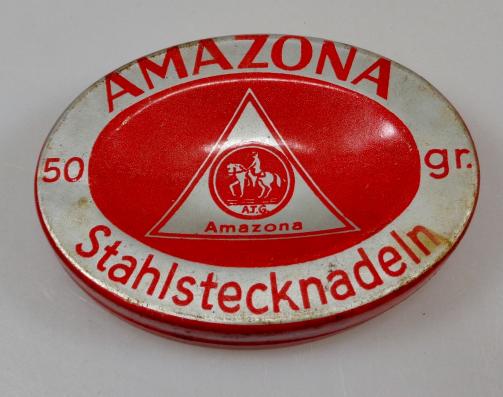 AMAZONA
50 gr.
A.T.G.
Amazona
Stahlstecknadeln